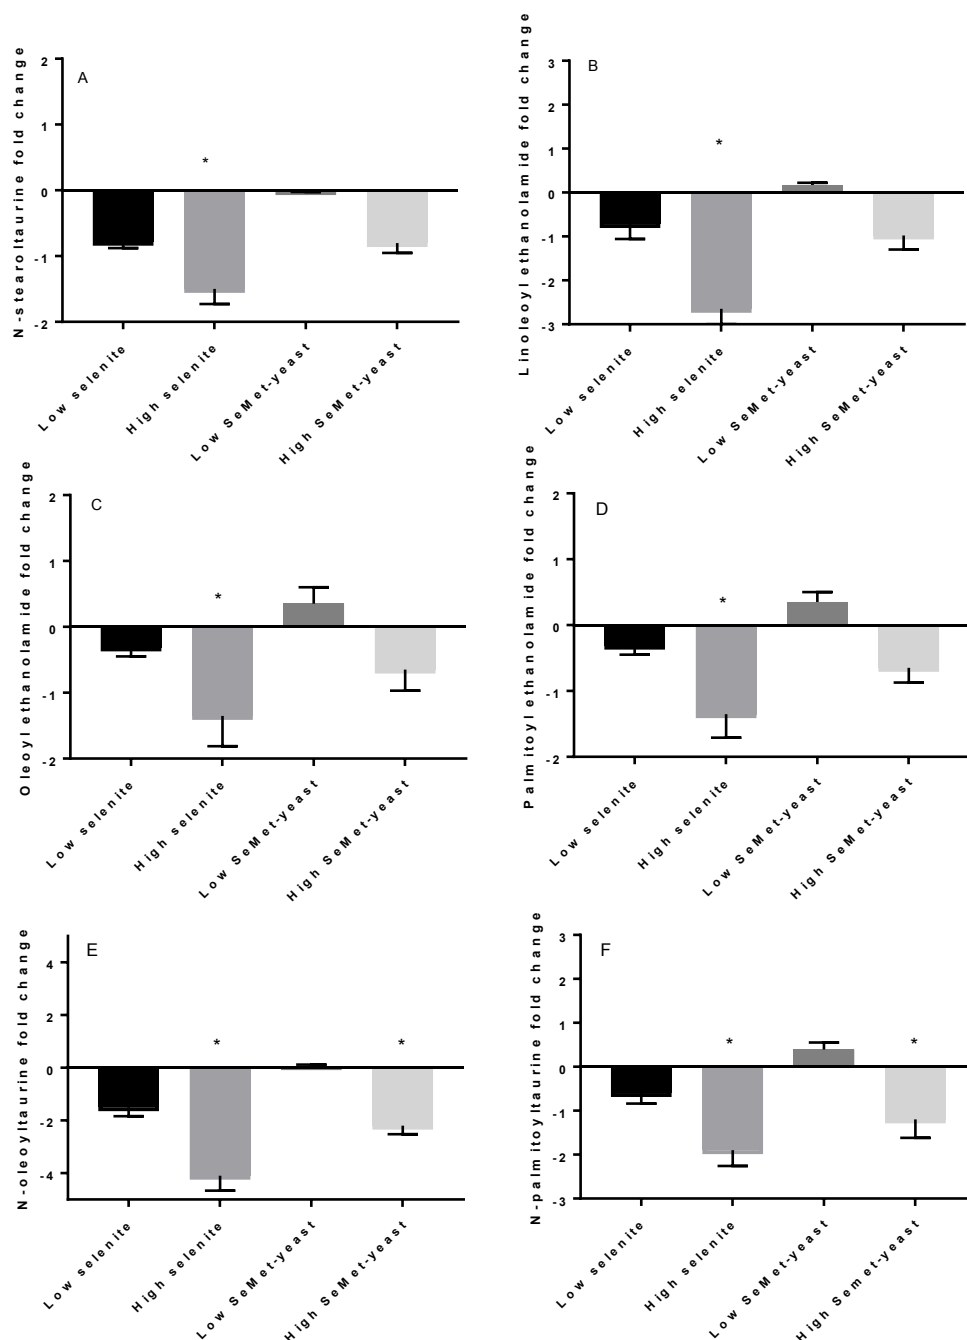 N-stearoltaurine fold change
A
2
1
0
-1
-2
*
Low selenite
High selenite
Low SeMet-yeast
High SeMet-yeast
Linoleoyl ethanolamide fold change
B
3
2
1
0
-1
-2
-3
*
Low selenite
High selenite
Low SeMet-yeast
High SeMet-yeast
Oleoyl ethanolamide fold change
C
2
1
0
-1
-2
*
Low selenite
High selenite
Low SeMet-yeast
High SeMet-yeast
Palmitoyl ethanolamide fold change
D
2
1
0
-1
-2
*
Low selenite
High selenite
Low SeMet-yeast
High SeMet-yeast
N-oleoyltaurine fold change
E
4
2
0
-2
-4
*
*
Low selenite
High selenite
Low SeMet-yeast
High SeMet-yeast
N-palmitoyltaurine fold change
F
3
2
1
0
-1
-2
-3
*
*
Low selenite
High selenite
Low SeMet-yeast
High Semet-yeast